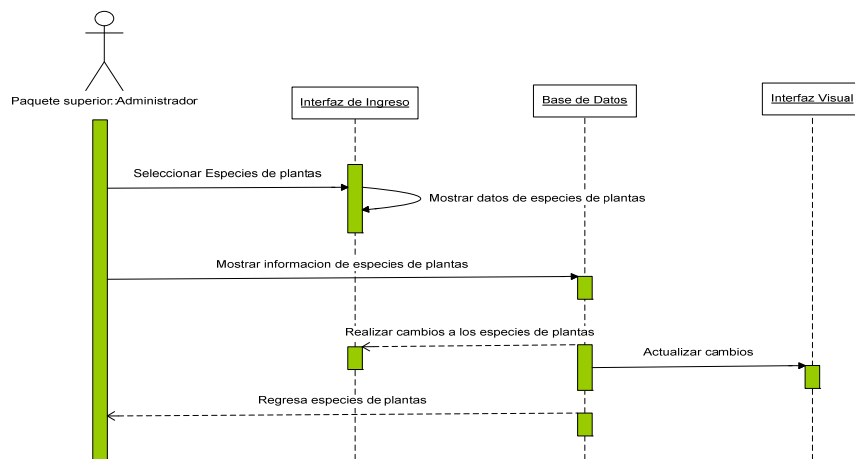 Paquete superior::Administrador
Interfaz de Ingreso
Base de Datos
Interfaz Visual
Seleccionar Especies de plantas
Mostrar datos de especies de plantas
Mostrar informacion de especies de plantas
Realizar cambios a los especies de plantas
Actualizar cambios
Regresa especies de plantas